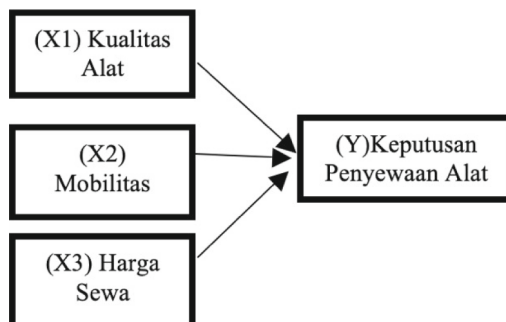 (X1) Kualitas
Alat
(X2)
Mobilitas
(X3) Harga
Sewa
(Y)Keputusan
Penyewaan Alat